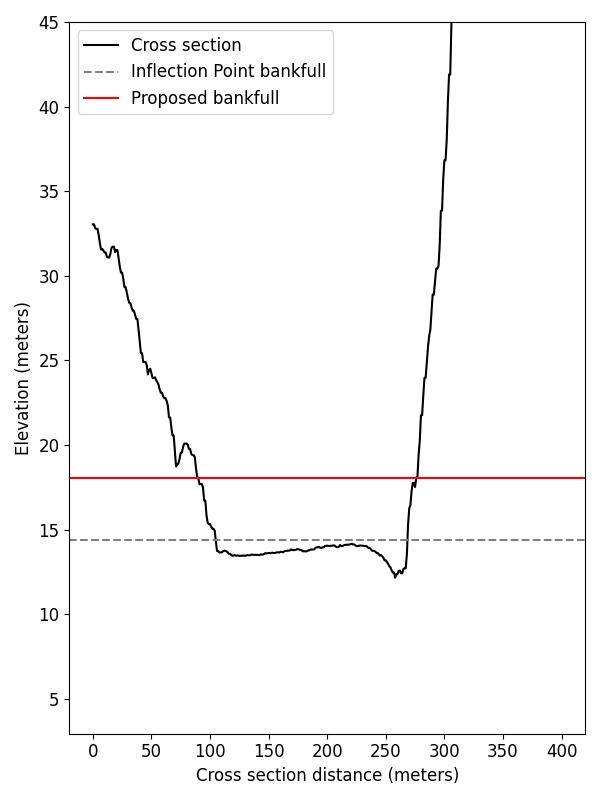 Cross section
Inflection Point bankfull
Proposed bankfull
45
40
35
30
25
20
15
10
5
Elevation (meters)
0 50 100 150 200 250 300 350 400
Cross section distance (meters)